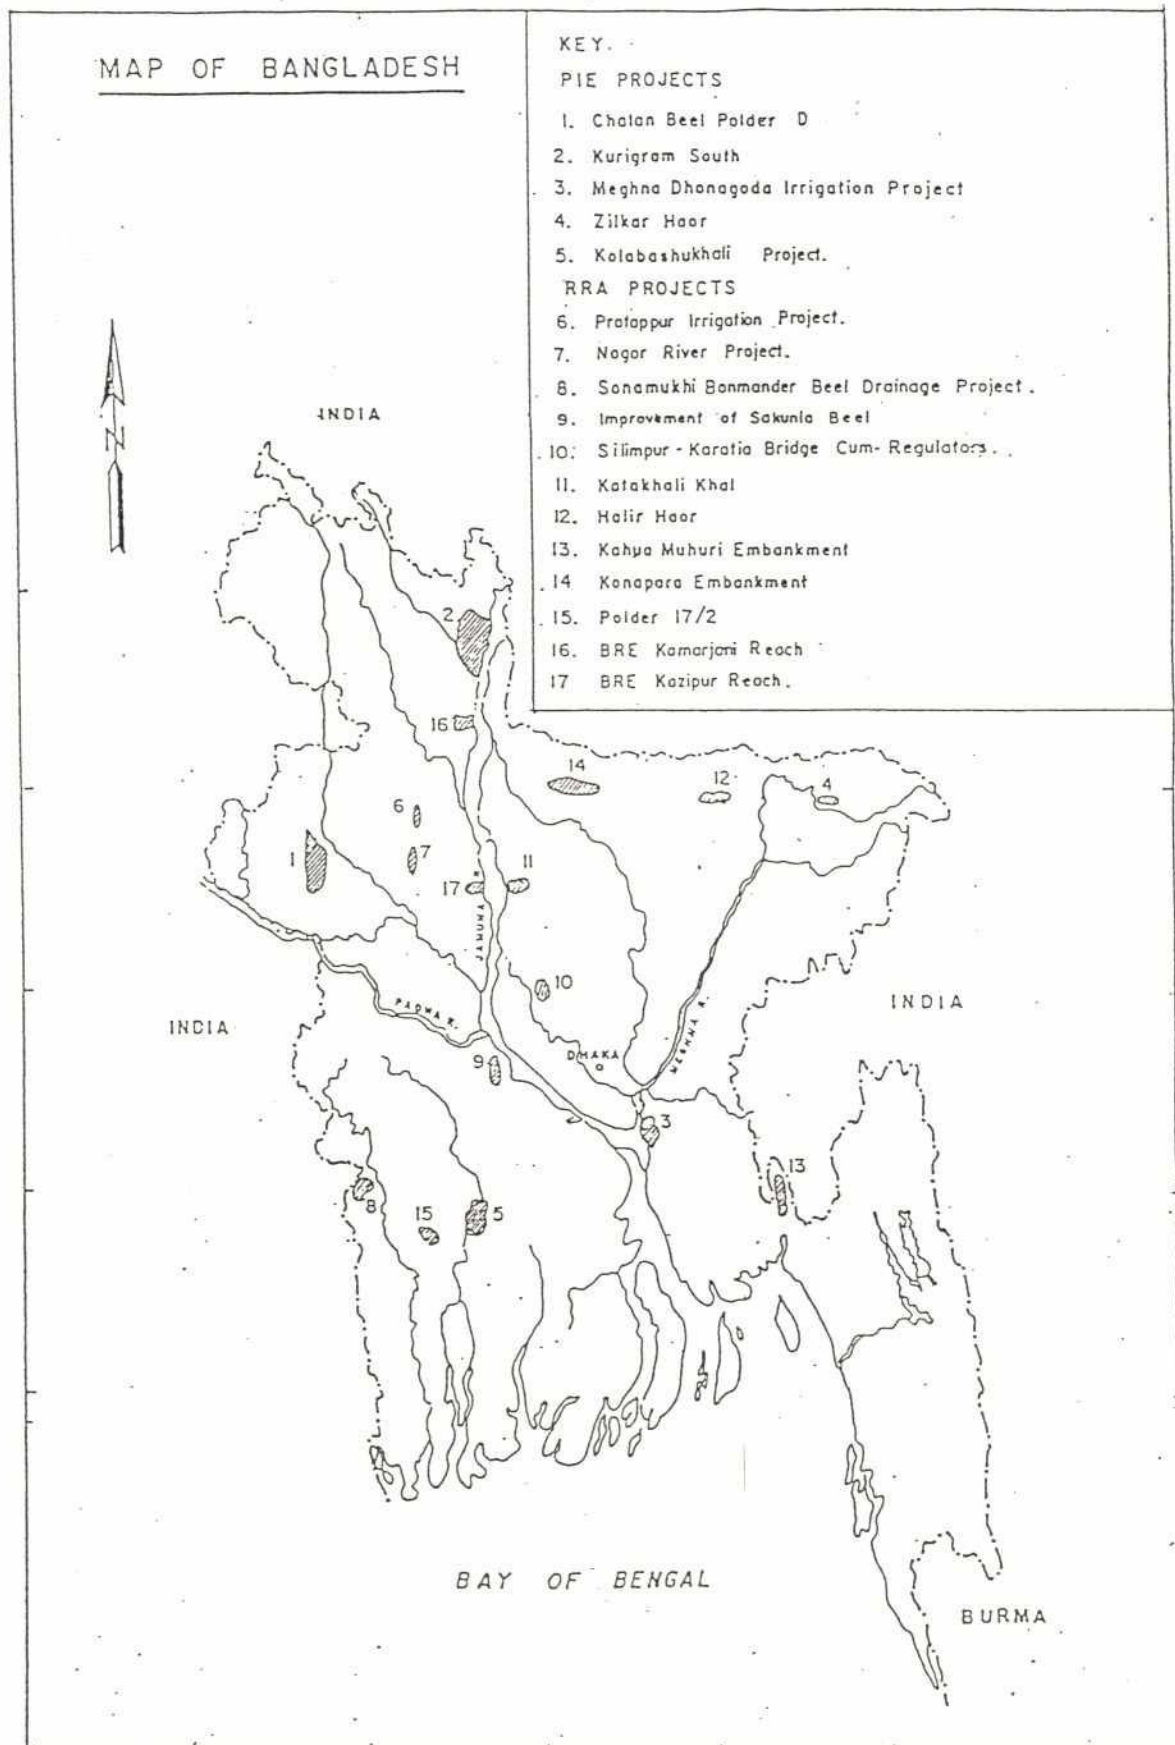 MAP OF BANGLADESH
KEY.
PIE PROJECTS
1. Chalan Beel Polder D
2. Kurigram South
3. Meghna Dhonagoda Irrigation Project
4. Zilkar Haor
5. Kolabashukhali Project.
RRA PROJECTS
6. Protappur Irrigation Project.
7. Nagor River Project.
8. Sonamukhi Bonmander Beel Drainage Project.
9. Improvement of Sakunla Beel
10. Silimpur - Karatia Bridge Cum- Regulators.
11. Katakhali Khal
12. Halir Haor
13. Kahua Muhuri Embankment
14 Konapara Embankment
15. Polder 17/2
16. BRE Kamarjani Reach
17 BRE Kazipur Reach.
N
INDIA
2
16
14
12
4
6
1
7
17
11
JAMUNA R.
10
PADMA R.
MEGHNA R.
INDIA
INDIA
DHAKA
9
3
13
8
15
5
BAY OF BENGAL
BURMA